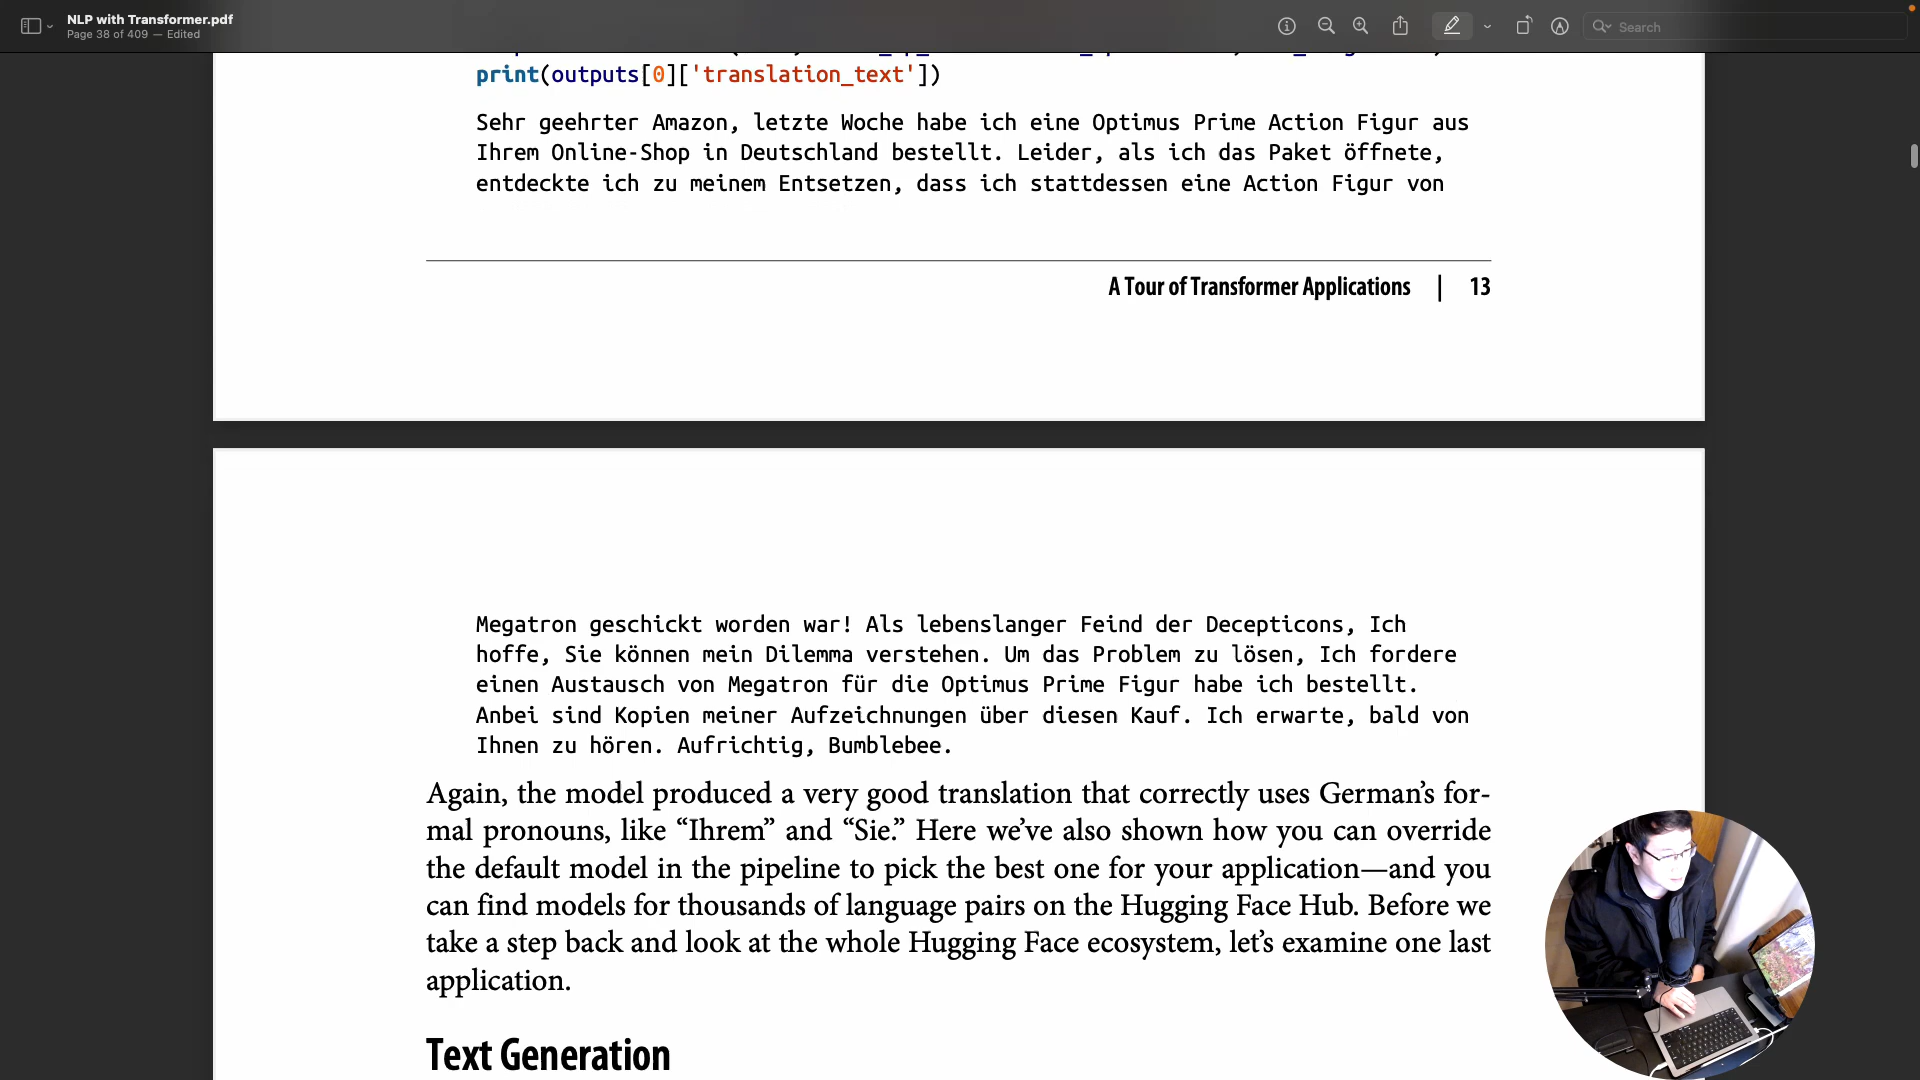 NLP with Transformer.pdf
Page 38 of 409 — Edited
Search
print(outputs[0]['translation_text'])
Sehr geehrter Amazon, letzte Woche habe ich eine Optimus Prime Action Figur aus
Ihrem Online-Shop in Deutschland bestellt. Leider, als ich das Paket öffnete,
entdeckte ich zu meinem Entsetzen, dass ich stattdessen eine Action Figur von
A Tour of Transformer Applications | 13
Megatron geschickt worden war! Als lebenslanger Feind der Decepticons, Ich
hoffe, Sie können mein Dilemma verstehen. Um das Problem zu lösen, Ich fordere
einen Austausch von Megatron für die Optimus Prime Figur habe ich bestellt.
Anbei sind Kopien meiner Aufzeichnungen über diesen Kauf. Ich erwarte, bald von
Ihnen zu hören. Aufrichtig, Bumblebee.
Again, the model produced a very good translation that correctly uses German’s for-
mal pronouns, like “Ihrem” and “Sie.” Here we’ve also shown how you can override
the default model in the pipeline to pick the best one for your application—and you
can find models for thousands of language pairs on the Hugging Face Hub. Before we
take a step back and look at the whole Hugging Face ecosystem, let’s examine one last
application.
Text Generation